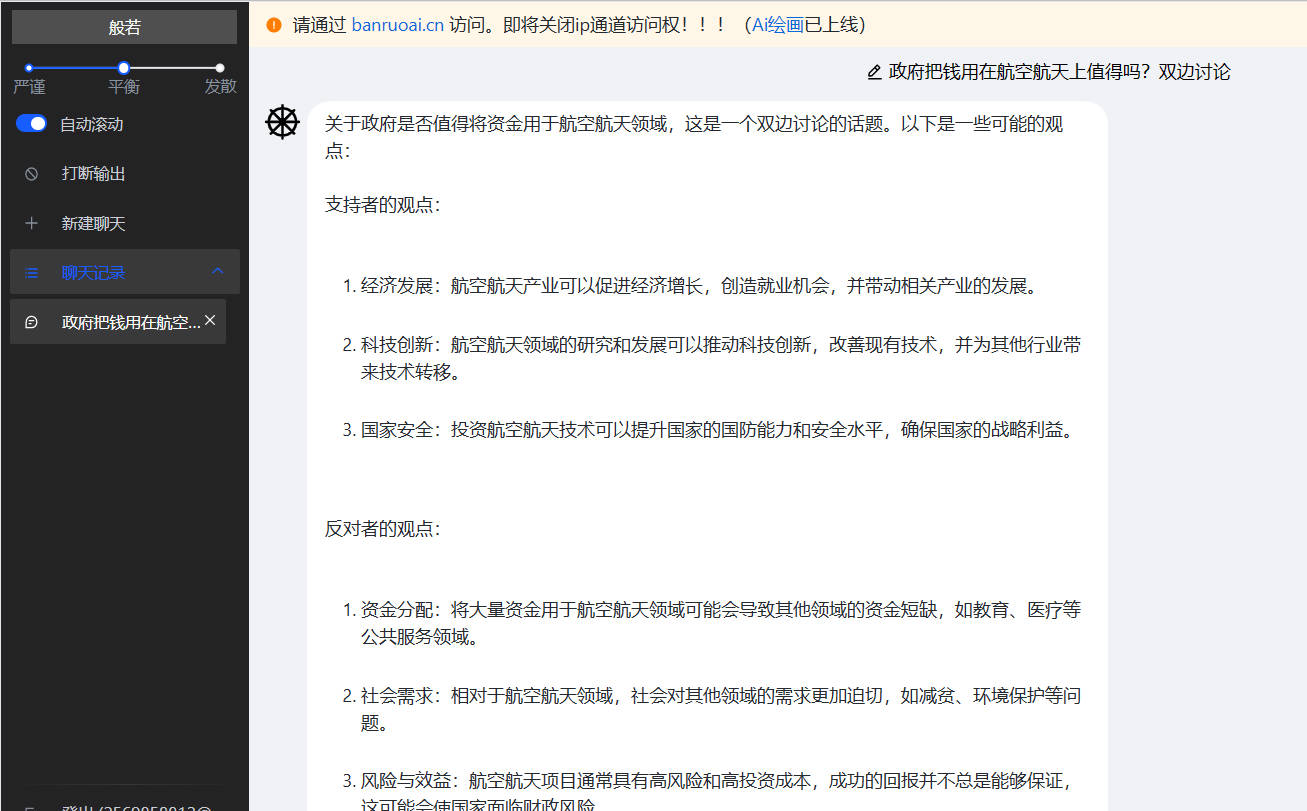 般若
严谨 平衡 发散
自动滚动
打断输出
新建聊天
聊天记录
政府把钱用在航空...
请通过 banruoai.cn 访问。即将关闭ip通道访问权！！！（Ai绘画已上线）
政府把钱用在航空航天上值得吗？双边讨论
关于政府是否值得将资金用于航空航天领域，这是一个双边讨论的话题。以下是一些可能的观
点：
支持者的观点：
1. 经济发展：航空航天产业可以促进经济增长，创造就业机会，并带动相关产业的发展。
2. 科技创新：航空航天领域的研究和发展可以推动科技创新，改善现有技术，并为其他行业带
来技术转移。
3. 国家安全：投资航空航天技术可以提升国家的国防能力和安全水平，确保国家的战略利益。
反对者的观点：
1. 资金分配：将大量资金用于航空航天领域可能会导致其他领域的资金短缺，如教育、医疗等
公共服务领域。
2. 社会需求：相对于航空航天领域，社会对其他领域的需求更加迫切，如减贫、环境保护等问
题。
3. 风险与效益：航空航天项目通常具有高风险和高投资成本，成功的回报并不总是能够保证，
这可能会使国家面临财政风险